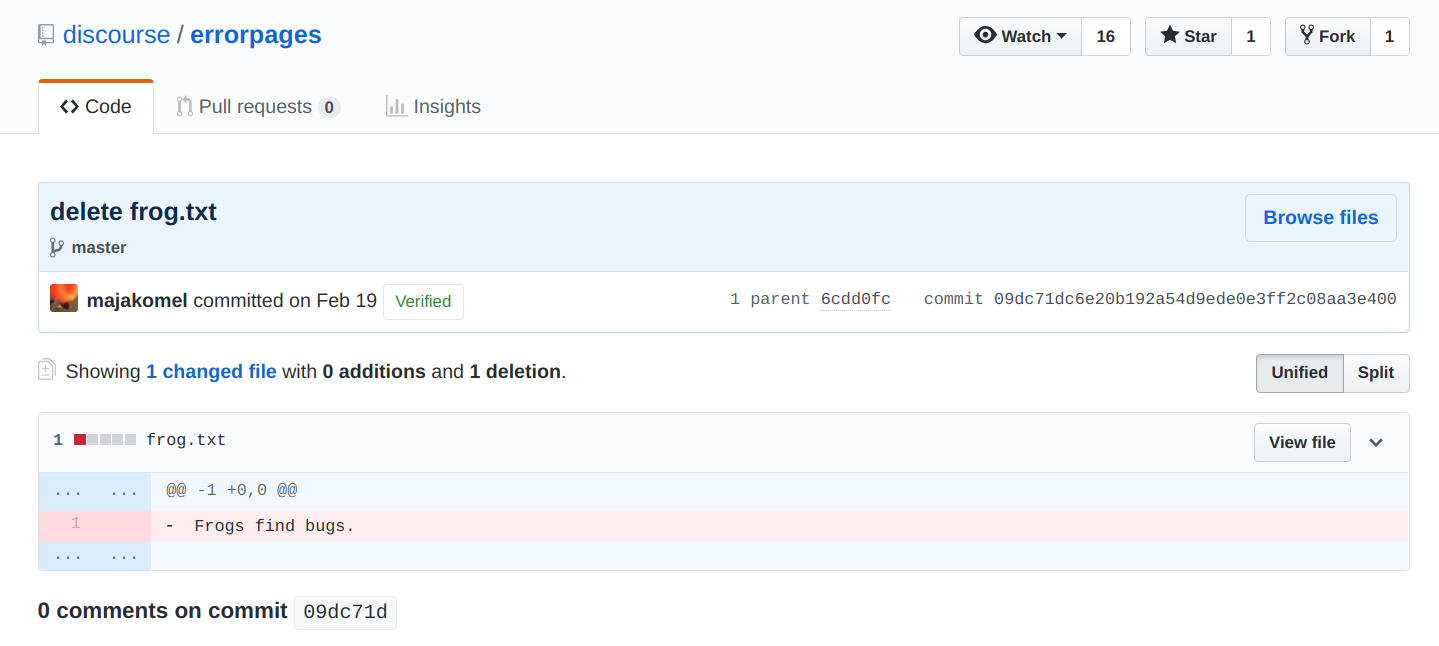 discourse / errorpages Watch 16 Star 1 Fork 1
Code Pull requests 0 Insights
delete frog.txt Browse files
master
majakomel committed on Feb 19 Verified 1 parent 6cdd0fc commit 09dc71dc6e20b192a54d9ede0e3ff2c08aa3e400
Showing 1 changed file with 0 additions and 1 deletion. Unified Split
1 frog.txt View file
... ... @@ -1 +0,0 @@
1 - Frogs find bugs.
... ...
0 comments on commit 09dc71d